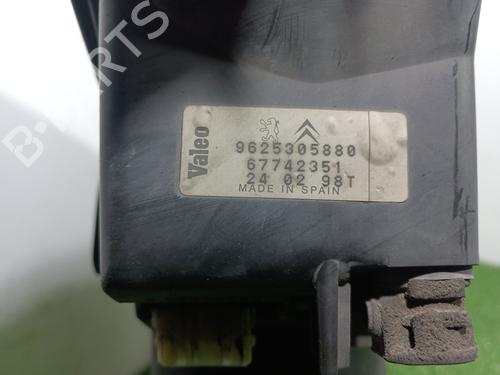 B-Parts
Valeo
9625305880
67742351
24 02 98T
MADE IN SPAIN